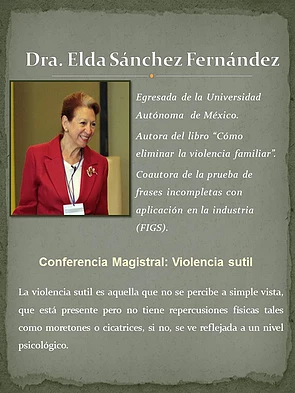 Dra. Elda Sánchez Fernández
Egresada de la Universidad
Autónoma de México.
Autora del libro “Cómo
eliminar la violencia familiar”.
Coautora de la prueba de
frases incompletas con
aplicación en la industria
(FIGS).
Conferencia Magistral: Violencia sutil
La violencia sutil es aquella que no se percibe a simple vista,
que está presente pero no tiene repercusiones físicas tales
como moretones o cicatrices, si no, se ve reflejada a un nivel
psicológico.